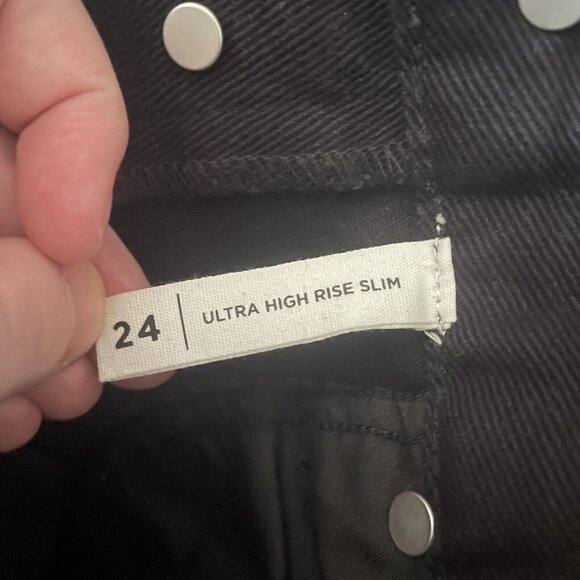 24 | ULTRA HIGH RISE SLIM